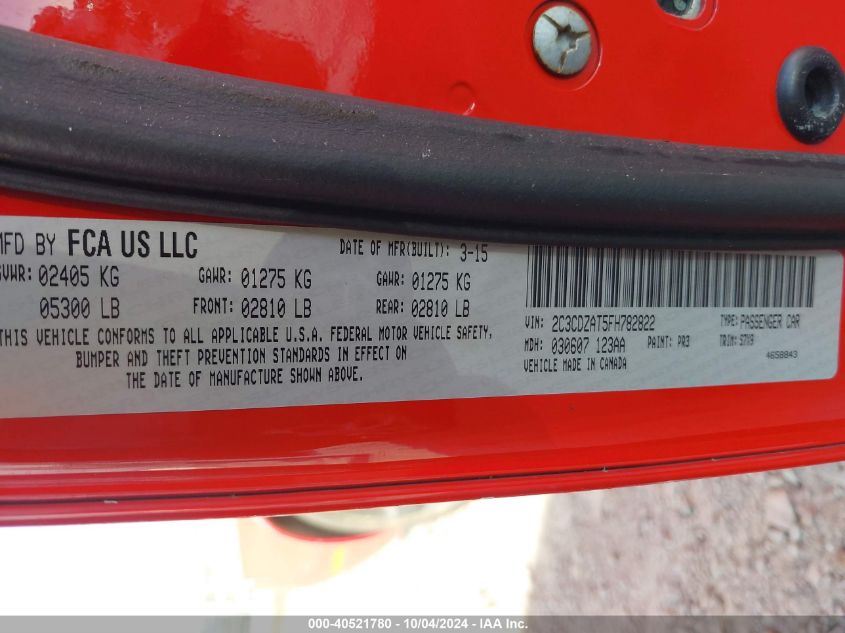 MFD BY FCA US LLC DATE OF MFR(BUILT): 3-15
GVWR: 02405 KG GAWR: 01275 KG GAWR: 01275 KG
05300 LB FRONT: 02810 LB REAR: 02810 LB
THIS VEHICLE CONFORMS TO ALL APPLICABLE U.S.A. FEDERAL MOTOR VEHICLE SAFETY,
BUMPER AND THEFT PREVENTION STANDARDS IN EFFECT ON
THE DATE OF MANUFACTURE SHOWN ABOVE.
VIN: 2C3CDZAT5FH782822 TYPE: PASSENGER CAR
MDH: 030607 123AA PAINT: PR3 TRIM: S7X9
VEHICLE MADE IN CANADA 4658843
000-40521780 - 10/04/2024 - IAA Inc.